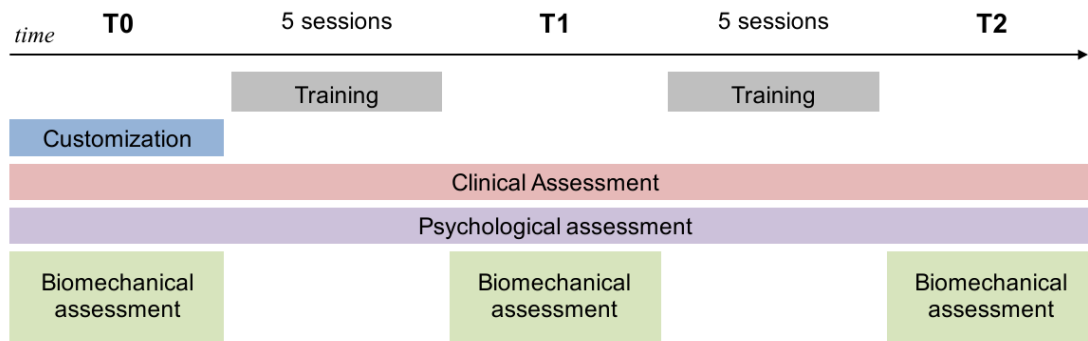 time T0 5 sessions T1 5 sessions T2
Training Training
Customization
Clinical Assessment
Psychological assessment
Biomechanical Biomechanical Biomechanical
assessment assessment assessment